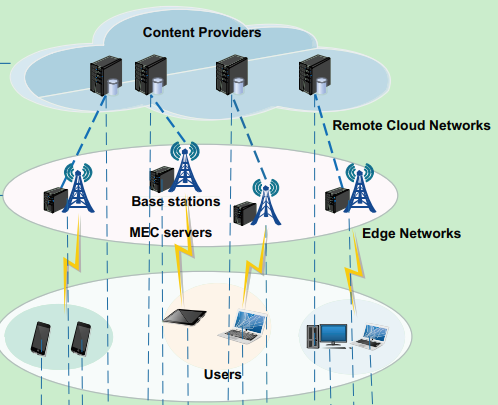 Content Providers
Remote Cloud Networks
Base stations
MEC servers
Edge Networks
Users